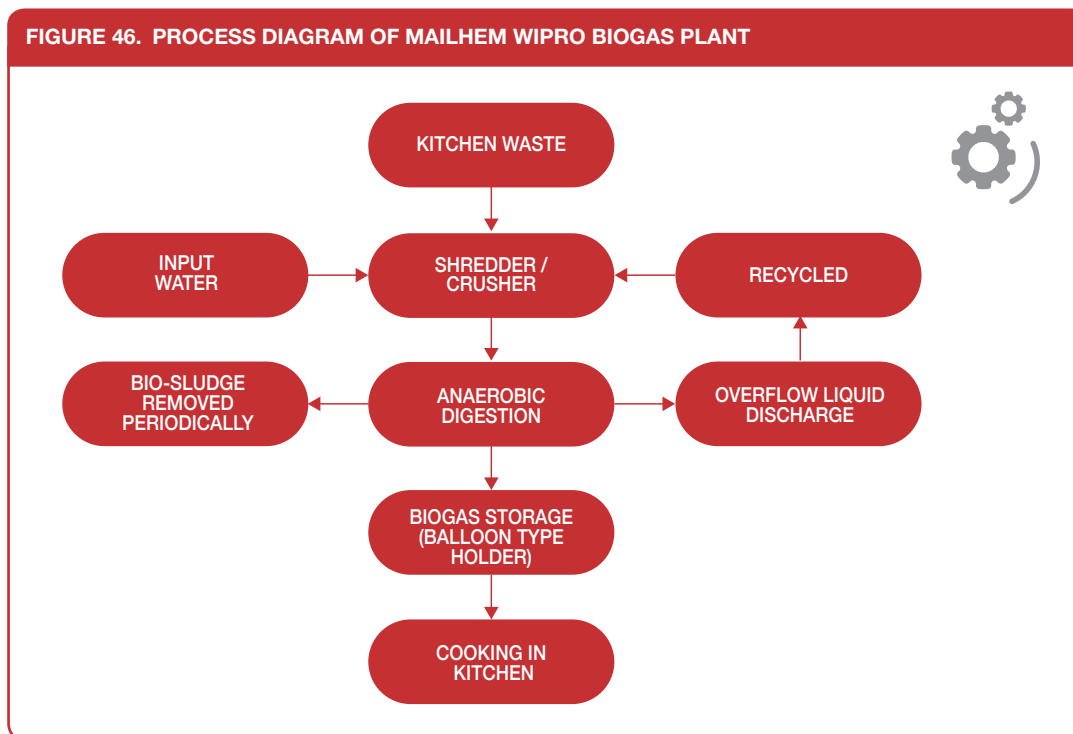 FIGURE 46. PROCESS DIAGRAM OF MAILHEM WIPRO BIOGAS PLANT
KITCHEN WASTE
INPUT
WATER
SHREDDER /
CRUSHER
RECYCLED
BIO-SLUDGE
REMOVED
PERIODICALLY
ANAEROBIC
DIGESTION
OVERFLOW LIQUID
DISCHARGE
BIOGAS STORAGE
(BALLOON TYPE
HOLDER)
COOKING IN
KITCHEN